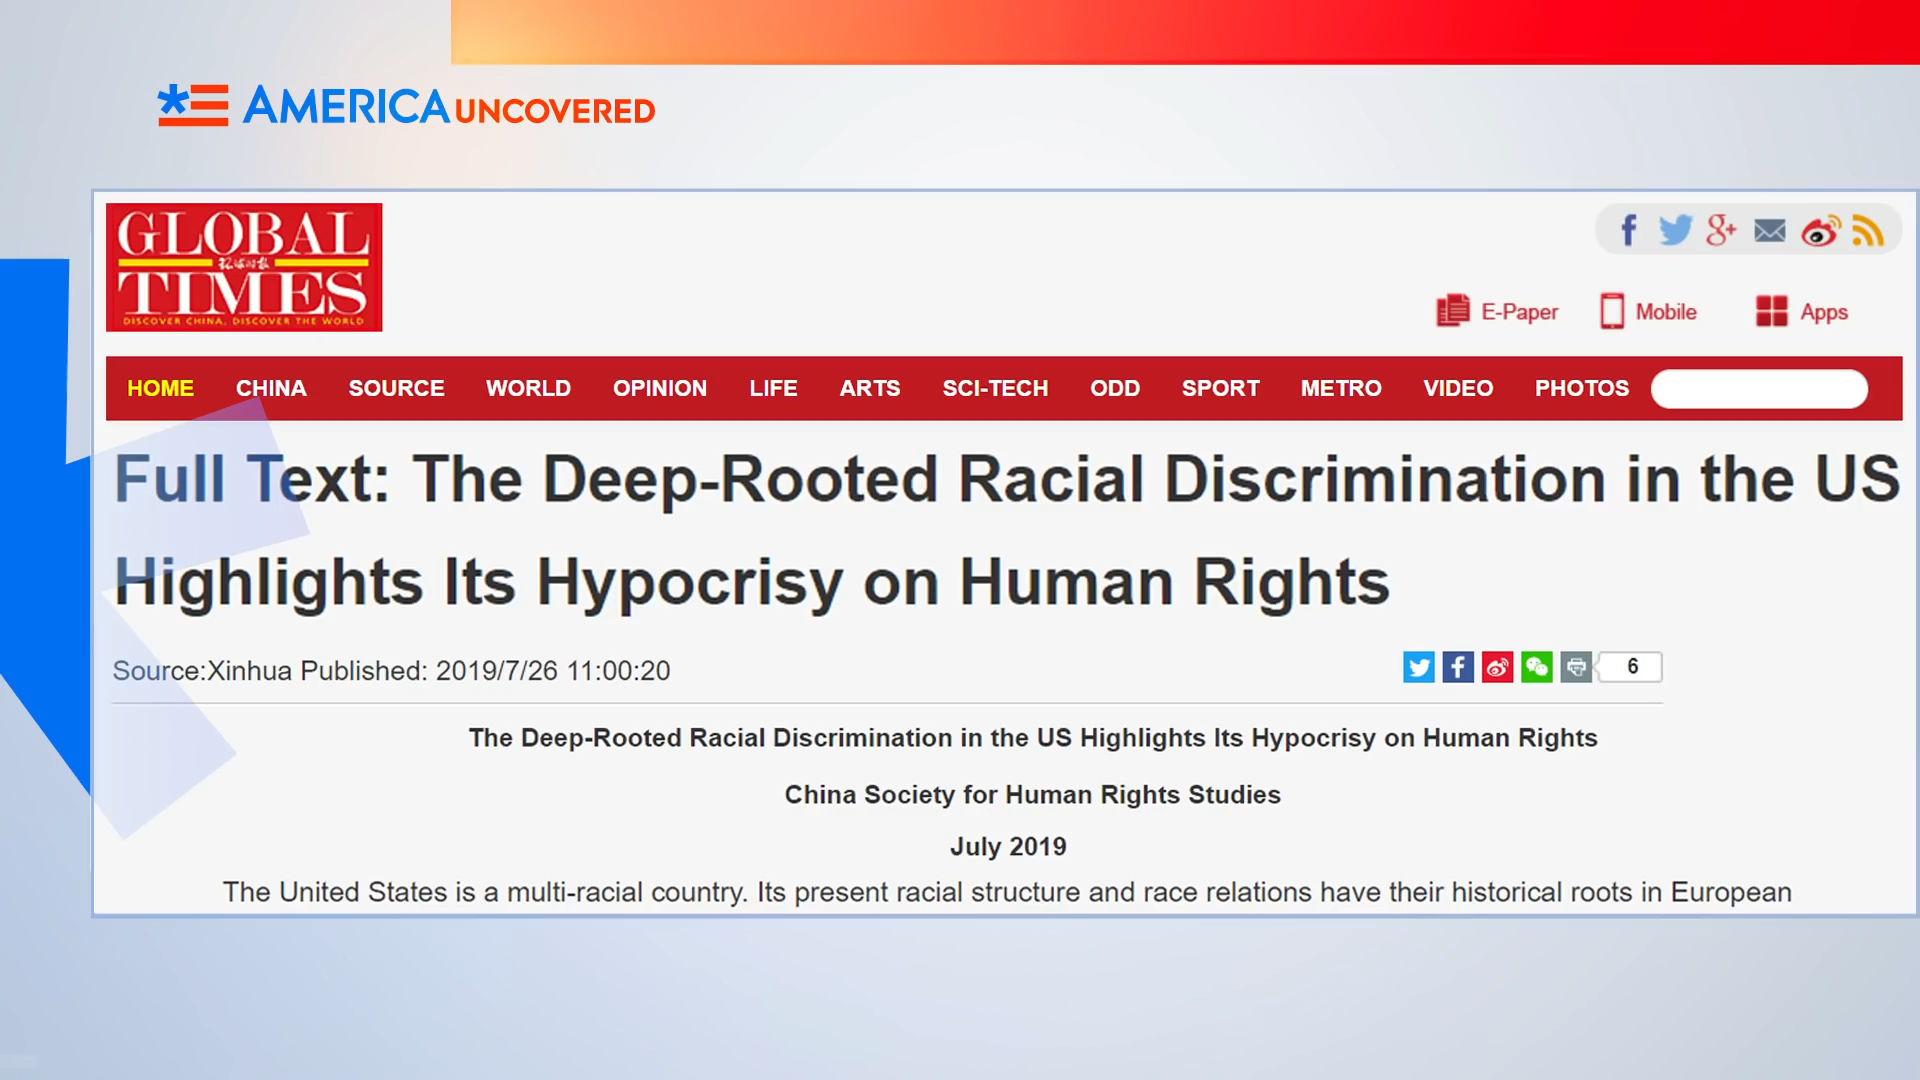 AMERICA UNCOVERED
GLOBAL
环球时报
TIMES
DISCOVER CHINA, DISCOVER THE WORLD
E-Paper Mobile Apps
HOME CHINA SOURCE WORLD OPINION LIFE ARTS SCI-TECH ODD SPORT METRO VIDEO PHOTOS
Full Text: The Deep-Rooted Racial Discrimination in the US
Highlights Its Hypocrisy on Human Rights
Source:Xinhua Published: 2019/7/26 11:00:20
6
The Deep-Rooted Racial Discrimination in the US Highlights Its Hypocrisy on Human Rights
China Society for Human Rights Studies
July 2019
The United States is a multi-racial country. Its present racial structure and race relations have their historical roots in European